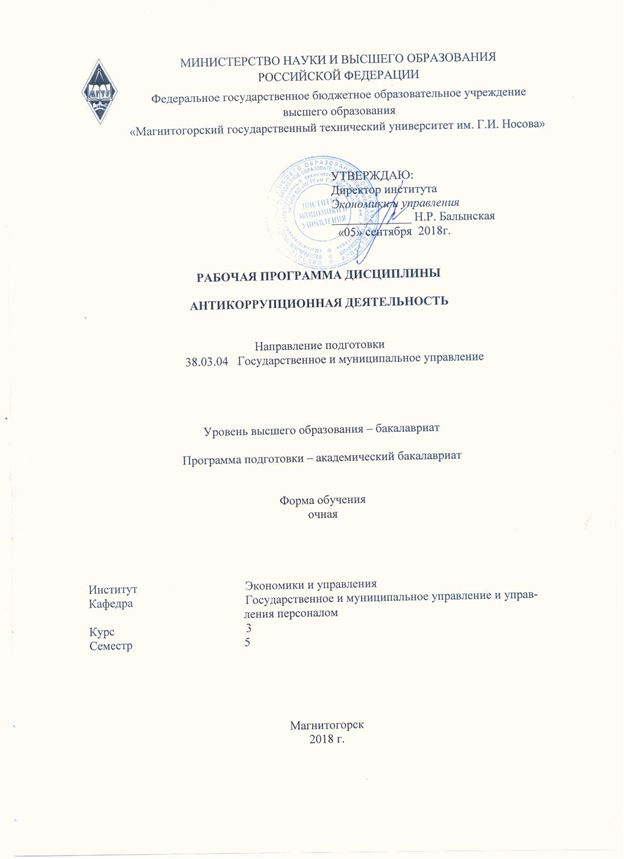 МИНИСТЕРСТВО НАУКИ И ВЫСШЕГО ОБРАЗОВАНИЯ
РОССИЙСКОЙ ФЕДЕРАЦИИ
Федеральное государственное бюджетное образовательное учреждение
высшего образования
«Магнитогорский государственный технический университет им. Г.И. Носова»
УТВЕРЖДАЮ:
Директор института
Экономики и управления
Н.Р. Балынская
«05» сентября 2018г.
ИНСТИТУТ
ЭКОНОМИКИ И
УПРАВЛЕНИЯ
РАБОЧАЯ ПРОГРАММА ДИСЦИПЛИНЫ
АНТИКОРРУПЦИОННАЯ ДЕЯТЕЛЬНОСТЬ
Направление подготовки
38.03.04 Государственное и муниципальное управление
Уровень высшего образования – бакалавриат
Программа подготовки – академический бакалавриат
Форма обучения
очная
Институт Экономики и управления
Кафедра Государственное и муниципальное управление и управ-
ления персоналом
Курс 3
Семестр 5
Магнитогорск
2018 г.